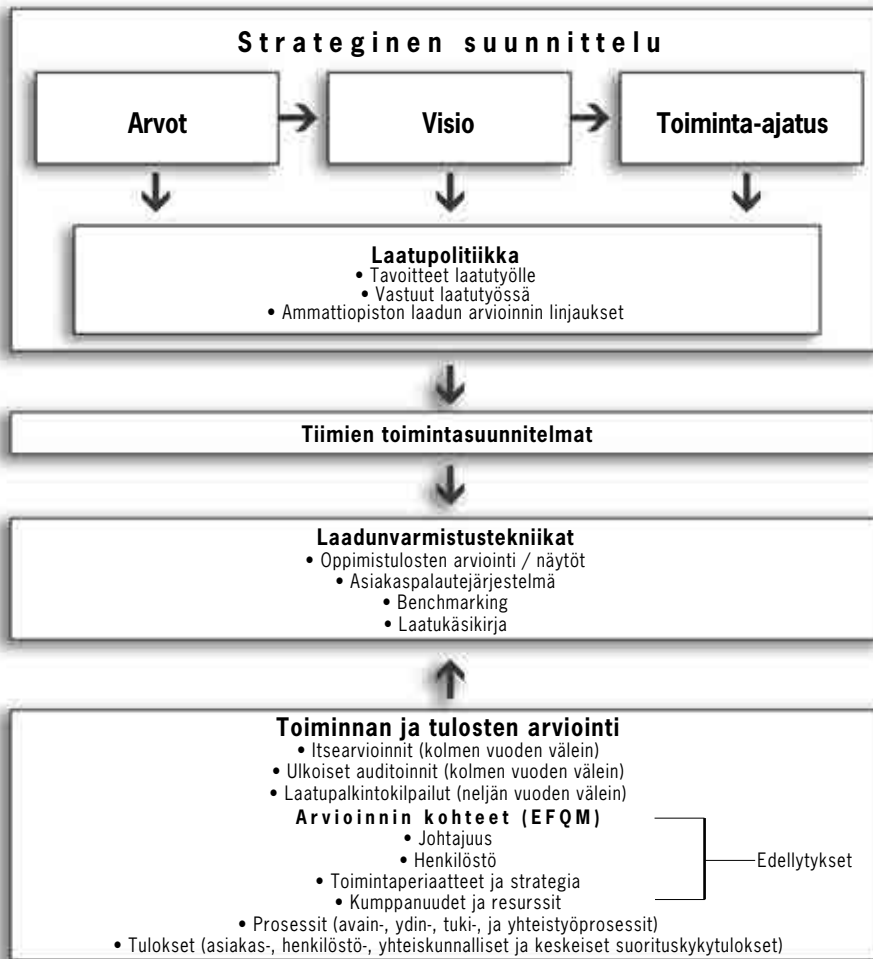 Strateginen suunnittelu
Arvot
Visio
Toiminta-ajatus
Laatupolitiikka
• Tavoitteet laatutyölle
• Vastuut laatutyössä
• Ammattiopiston laadun arvioinnin linjaukset
Tiimien toimintasuunnitelmat
Laadunvarmistustekniikat
• Oppimistulosten arviointi / näytöt
• Asiakaspalautejärjestelmä
• Benchmarking
• Laatukäsikirja
Toiminnan ja tulosten arviointi
• Itsearvioinnit (kolmen vuoden välein)
• Ulkoiset auditoinnit (kolmen vuoden välein)
• Laatupalkintokilpailut (neljän vuoden välein)
Arvioinnin kohteet (EFQM)
• Johtajuus
• Henkilöstö
Edellytykset
• Toimintaperiaatteet ja strategia
• Kumppanuudet ja resurssit
• Prosessit (avain-, ydin-, tuki-, ja yhteistyöprosessit)
• Tulokset (asiakas-, henkilöstö-, yhteiskunnalliset ja keskeiset suorituskykytulokset)